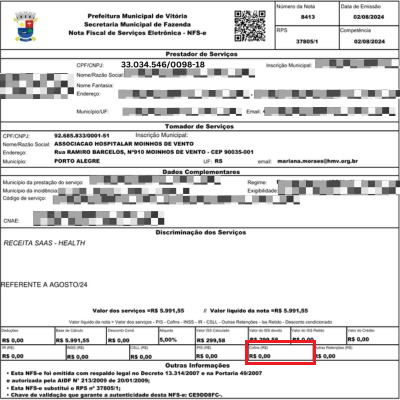 Prefeitura Municipal de Vitória
Secretaria Municipal de Fazenda
Nota Fiscal de Serviços Eletrônica - NFS-e
Número da Nota
8413
Data de Emissão
02/08/2024
RPS
37805/1
Competência
02/08/2024
Prestador de Serviços
CPF/CNPJ: 33.034.546/0098-18 Inscrição Municipal:
Nome/Razão Social:
Nome Fantasia:
Endereço:
Município/UF: Email:
Tomador de Serviços
CPF/CNPJ: 92.685.833/0001-51 Inscrição Municipal:
Nome/Razão Social: ASSOCIACAO HOSPITALAR MOINHOS DE VENTO
Endereço: Rua RAMIRO BARCELOS, Nº910 MOINHOS DE VENTO - CEP 90035-001
Município: PORTO ALEGRE UF: RS email: mariana.moraes@hmv.org.br
Dados Complementares
Município da prestação do serviço Regime:
Município da incidência Exigibilidade:
Código de serviço:
CNAE:
Discriminação dos Serviços
RECEITA SAAS - HEALTH
REFERENTE A AGOSTO/24
Valor dos serviços =R$ 5.991,55 // Valor líquido da nota =R$ 5.991,55
Valor líquido da nota = Valor dos serviços - PIS - Cofins - INSS - IR - CSLL - Outras Retenções - Iss Retido - Desconto condicionado
Deduções Base de Cálculo Desconto Cond. Alíquota Valor ISS Calculado Valor do ISS devido Valor do ISS Retido Valor do Crédito
R$ 0,00 R$ 5.991,55 R$ 0,00 5,00% R$ 299,58 R$ 299,58 R$ 0,00 R$ 0,00
IR (R$) INSS (R$) CSLL (R$) PIS (R$) Cofins (R$) Outras Retenções (R$)
R$ 0,00 R$ 0,00 R$ 0,00 R$ 0,00 R$ 0,00 R$ 0,00
Outras Informações
• Esta NFS-e foi emitida com respaldo legal no Decreto 13.314/2007 e na Portaria 49/2007
e autorizada pela AIDF Nº 213/2009 de 20/01/2009;
• Esta NFS-e substitui o RPS nº 37805/1;
• Chave de validação que garante a autenticidade desta NFS-e: CE9DD8FC-.